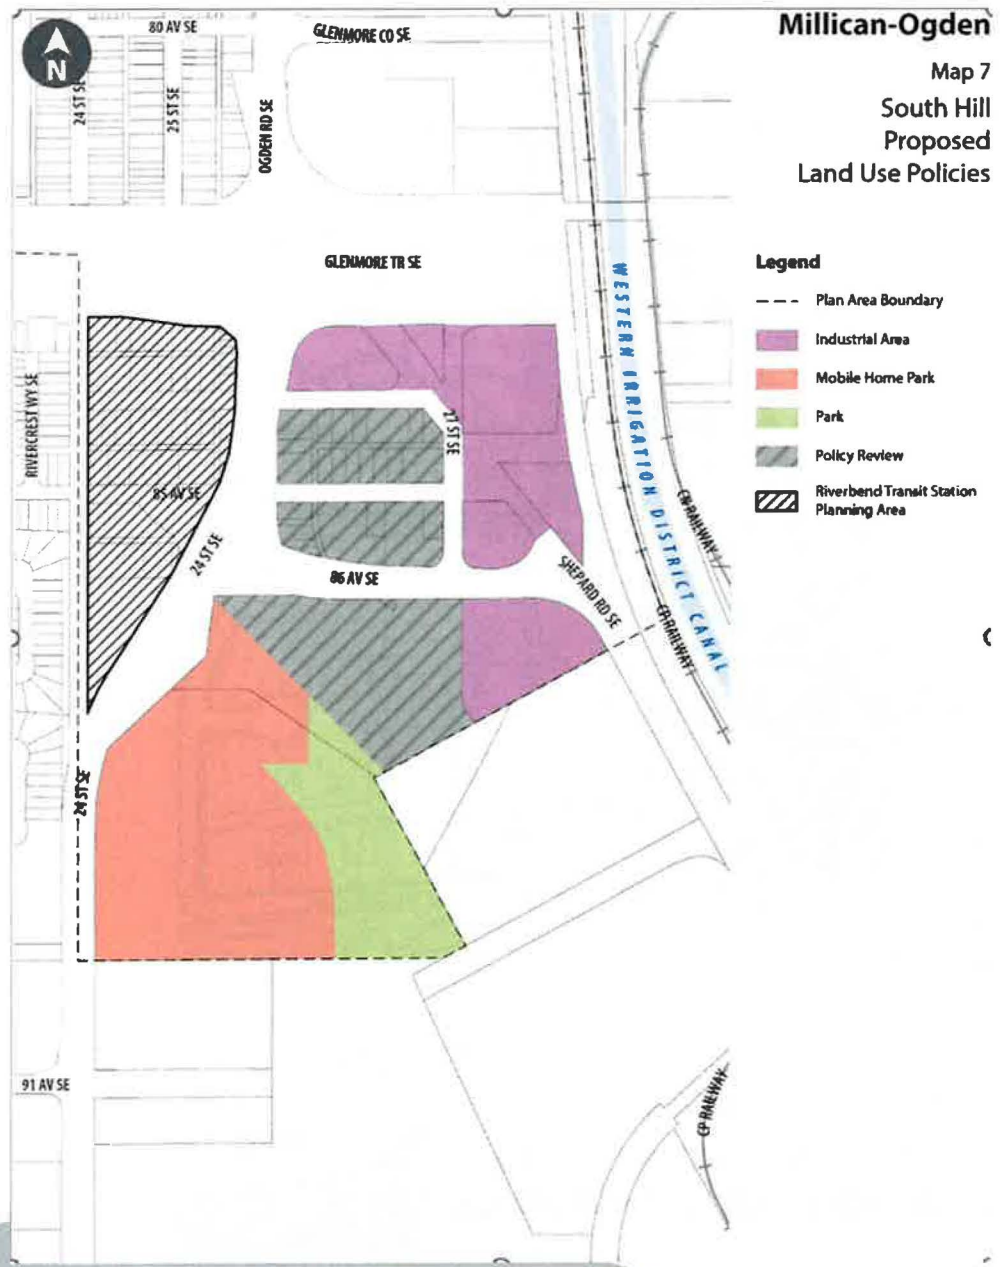 Millican-Ogden
Map 7
South Hill
Proposed
Land Use Policies
Legend
Plan Area Boundary
Industrial Area
Mobile Home Park
Park
Policy Review
Riverbend Transit Station
Planning Area
N
80 AV SE
GLENMORE CO SE
24 ST SE
25 ST SE
OGDEN RD SE
GLENMORE TR SE
WESTERN IRRIGATION DISTRICT CANAL
RIVERCREST WY SE
27 ST SE
85 AV SE
24 ST SE
86 AV SE
SHEPARD RD SE
CN RAILWAY
CP RAILWAY
24 ST SE
91 AV SE
CP RAILWAY